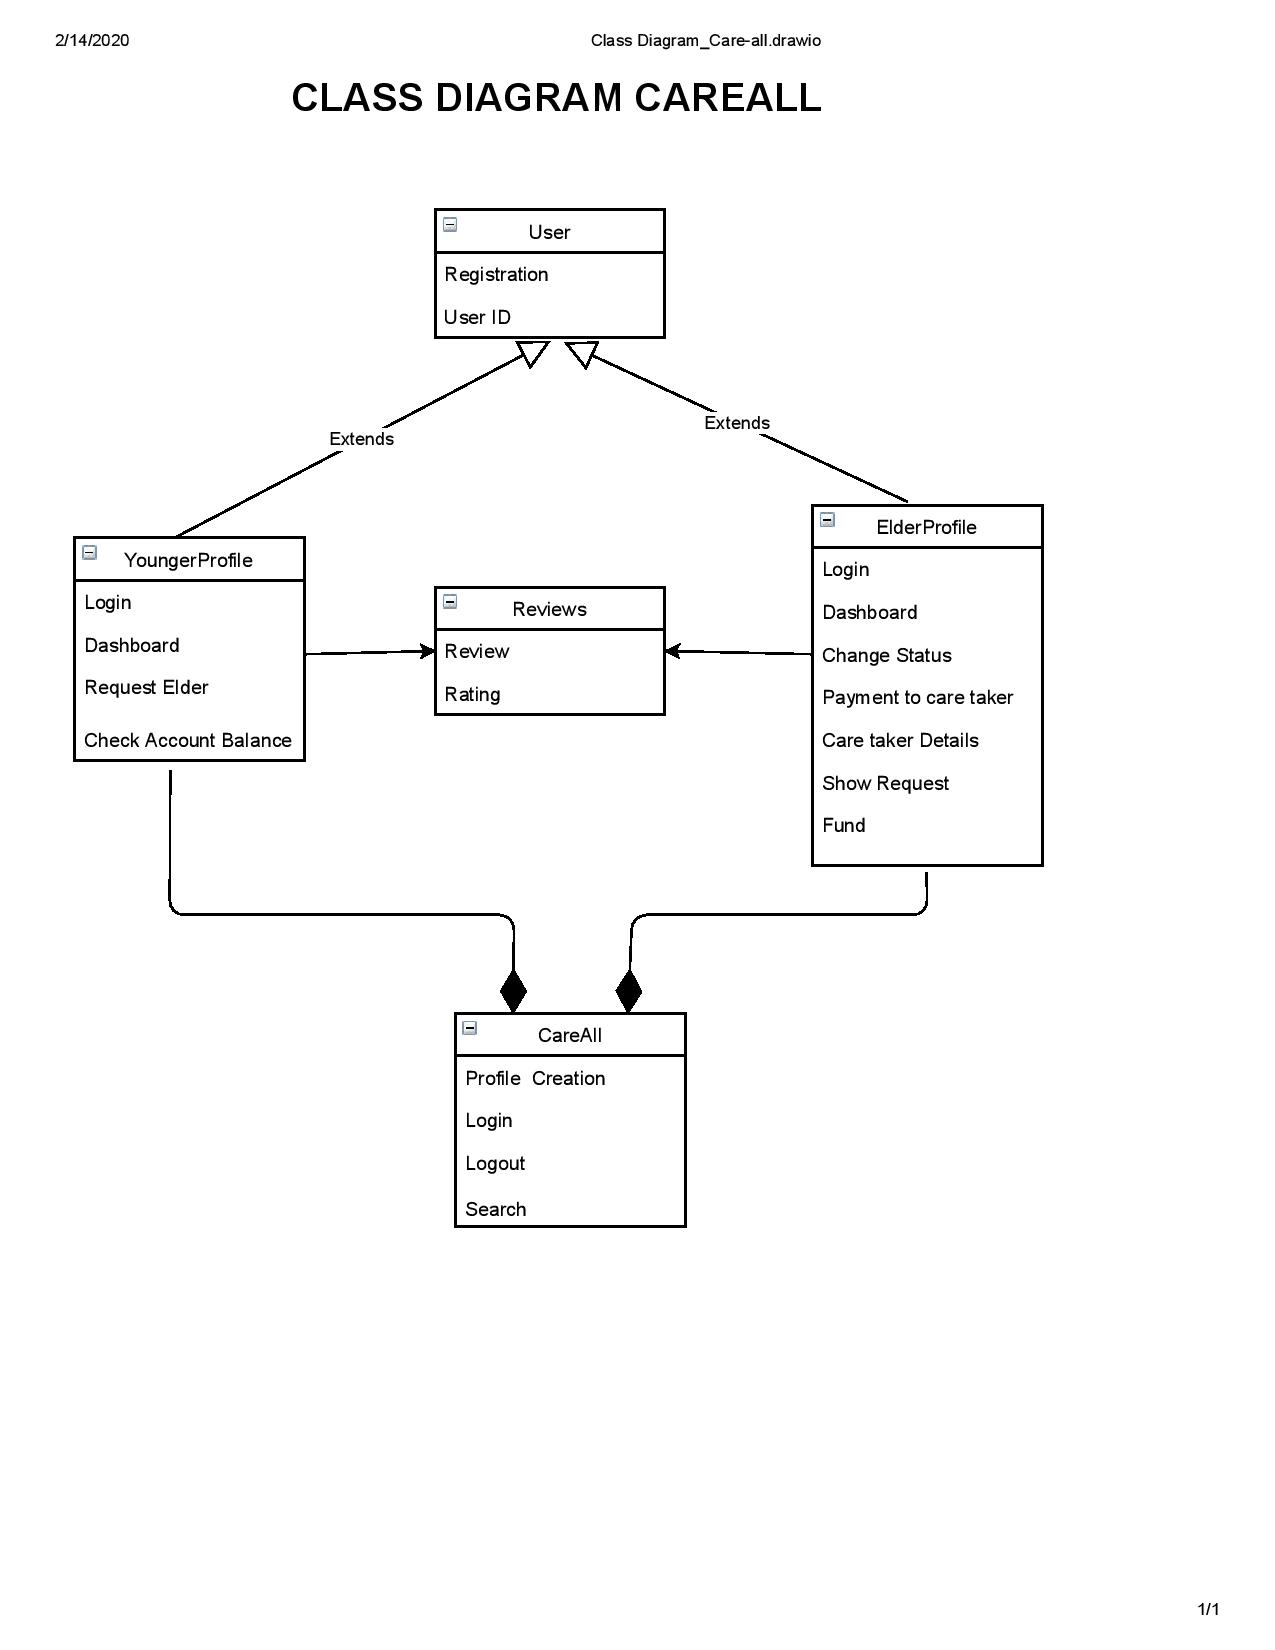 2/14/2020
Class Diagram_Care-all.drawio
CLASS DIAGRAM CAREALL
User
Registration
User ID
Extends
Extends
YoungerProfile
Login
Dashboard
Request Elder
Check Account Balance
Reviews
Review
Rating
ElderProfile
Login
Dashboard
Change Status
Payment to care taker
Care taker Details
Show Request
Fund
CareAll
Profile  Creation
Login
Logout
Search
1/1